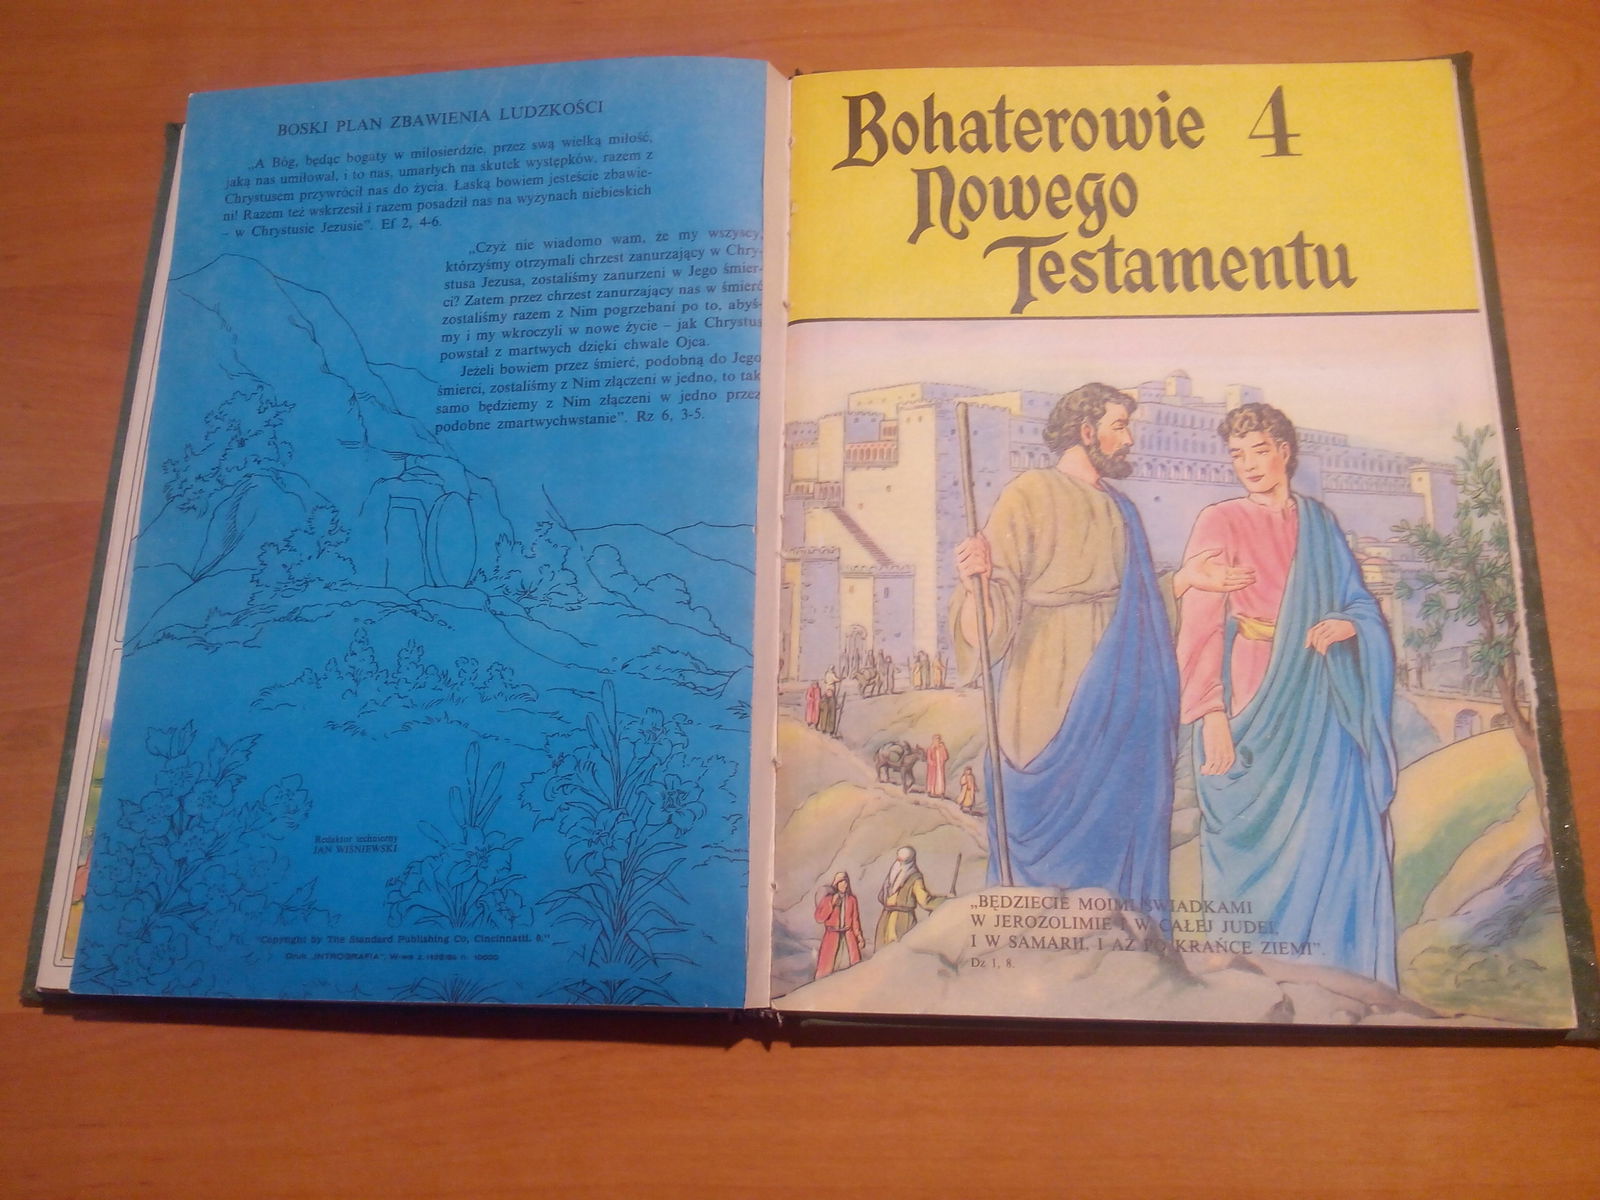 BOSKI PLAN ZBAWIENIA LUDZKOŚCI
„A Bóg, będąc bogaty w miłosierdzie, przez swą wielką miłość,
jaką nas umiłował, i to nas, umarłych na skutek występków, razem z
Chrystusem przywrócił nas do życia. Łaską bowiem jesteście zbawie-
ni! Razem też wskrzesił i razem posadził nas na wyżynach niebieskich
– w Chrystusie Jezusie”. Ef 2, 4-6.
„Czyż nie wiadomo wam, że my wszyscy,
którzyśmy otrzymali chrzest zanurzający w Chry-
stusa Jezusa, zostaliśmy zanurzeni w Jego śmier-
ci? Zatem przez chrzest zanurzający nas w śmierć
zostaliśmy razem z Nim pogrzebani po to, abyś-
my i my wkroczyli w nowe życie – jak Chrystus
powstał z martwych dzięki chwale Ojca.
Jeżeli bowiem przez śmierć, podobną do Jego
śmierci, zostaliśmy z Nim złączeni w jedno, to tak
samo będziemy z Nim złączeni w jedno przez
podobne zmartwychwstanie”. Rz 6, 3-5.
Redaktor techniczny
JAN WIŚNIEWSKI
"Copyright by The Standard Publishing Co, Cincinnati, 0."
Druk „INTROGRAFIA", W-wa z. n. 10000
Bohaterowie 4
Nowego
Testamentu
„BĘDZIECIE MOIMI ŚWIADKAMI
W JEROZOLIMIE I W CAŁEJ JUDEI,
I W SAMARII, I AŻ PO KRAŃCE ZIEMI”.
Dz 1, 8.